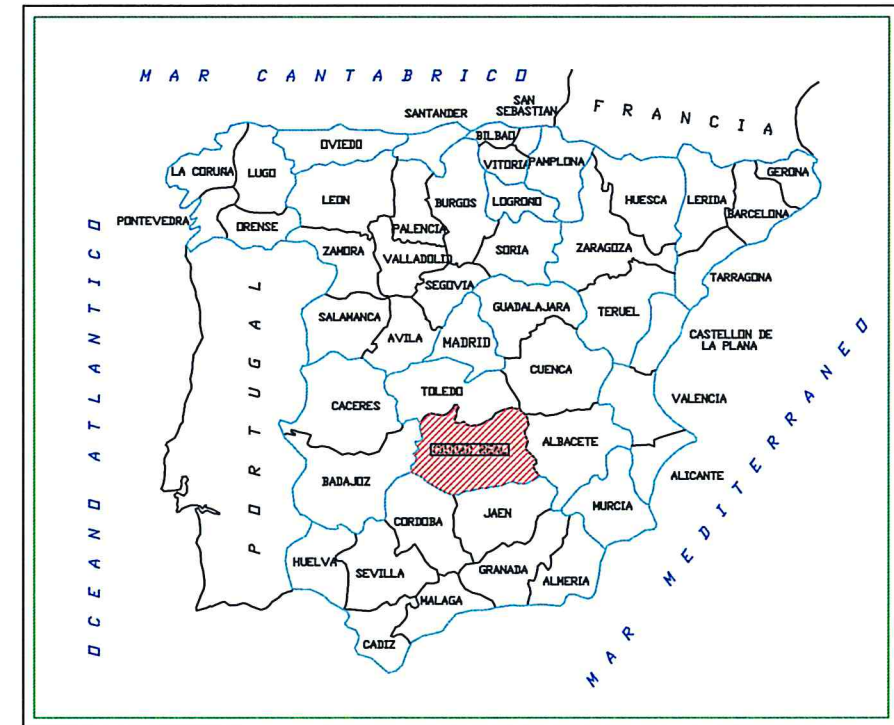 MAR CANTABRICO
SAN
SEBASTIAN
FRANCIA
SANTANDER
BILBAO
OVIEDO
LA CORUÑA
LUGO
VITORIA
PAMPLONA
GERONA
LEON
BURGOS
LOGROÑO
HUESCA
LERIDA
BARCELONA
PONTEVEDRA
ORENSE
PALENCIA
ZAMORA
VALLADOLID
SORIA
ZARAGOZA
TARRAGONA
SEGOVIA
GUADALAJARA
TERUEL
SALAMANCA
AVILA
MADRID
CASTELLON DE
LA PLANA
CUENCA
TOLEDO
CACERES
VALENCIA
ALBACETE
BADAJOZ
ALICANTE
MURCIA
CORDOBA
JAEN
HUELVA
SEVILLA
GRANADA
ALMERIA
MALAGA
CADIZ
PORTUGAL
OCEANO ATLANTICO
MAR MEDITERRANEO